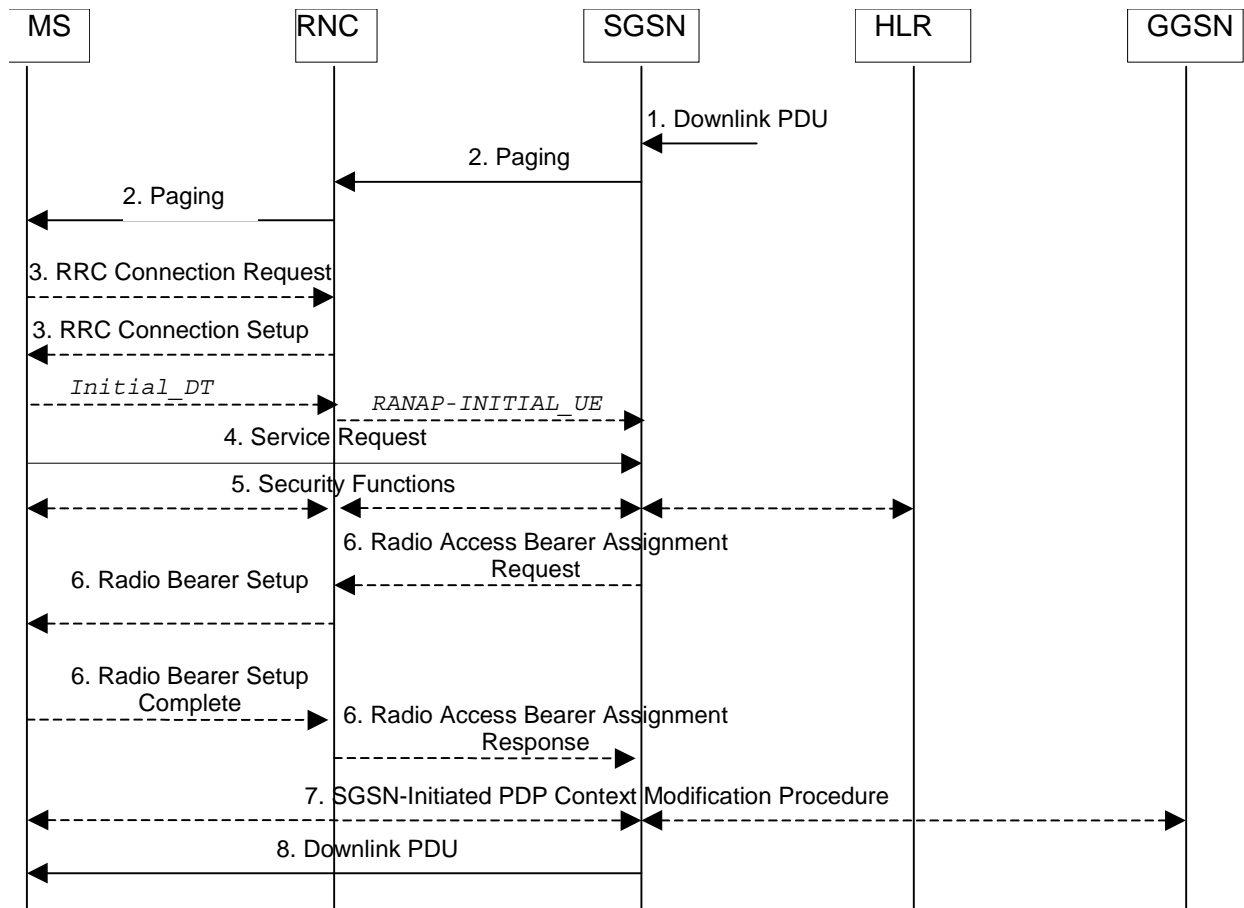 MS
RNC
SGSN
HLR
GGSN
1. Downlink PDU
2. Paging
2. Paging
3. RRC Connection Request
3. RRC Connection Setup
Initial_DT
RANAP-INITIAL_UE
4. Service Request
5. Security Functions
6. Radio Access Bearer Assignment
Request
6. Radio Bearer Setup
6. Radio Bearer Setup
Complete
6. Radio Access Bearer Assignment
Response
7. SGSN-Initiated PDP Context Modification Procedure
8. Downlink PDU